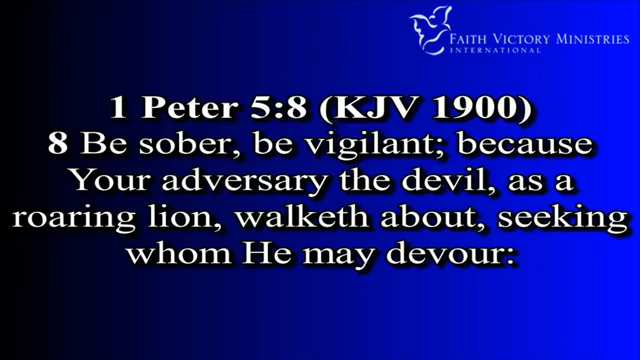 FAITH VICTORY MINISTRIES
INTERNATIONAL
1 Peter 5:8 (KJV 1900)
8 Be sober, be vigilant; because
Your adversary the devil, as a
roaring lion, walketh about, seeking
whom He may devour: